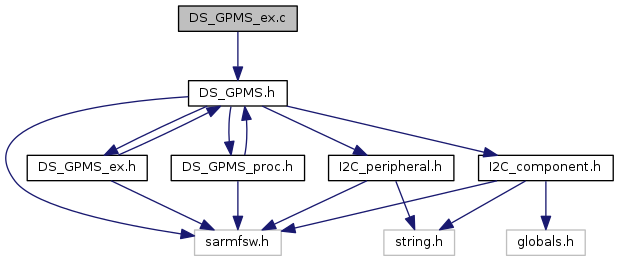 DS_GPMS_ex.c
DS_GPMS.h
DS_GPMS_ex.h
DS_GPMS_proc.h
I2C_peripheral.h
I2C_component.h
sarmfsw.h
string.h
globals.h